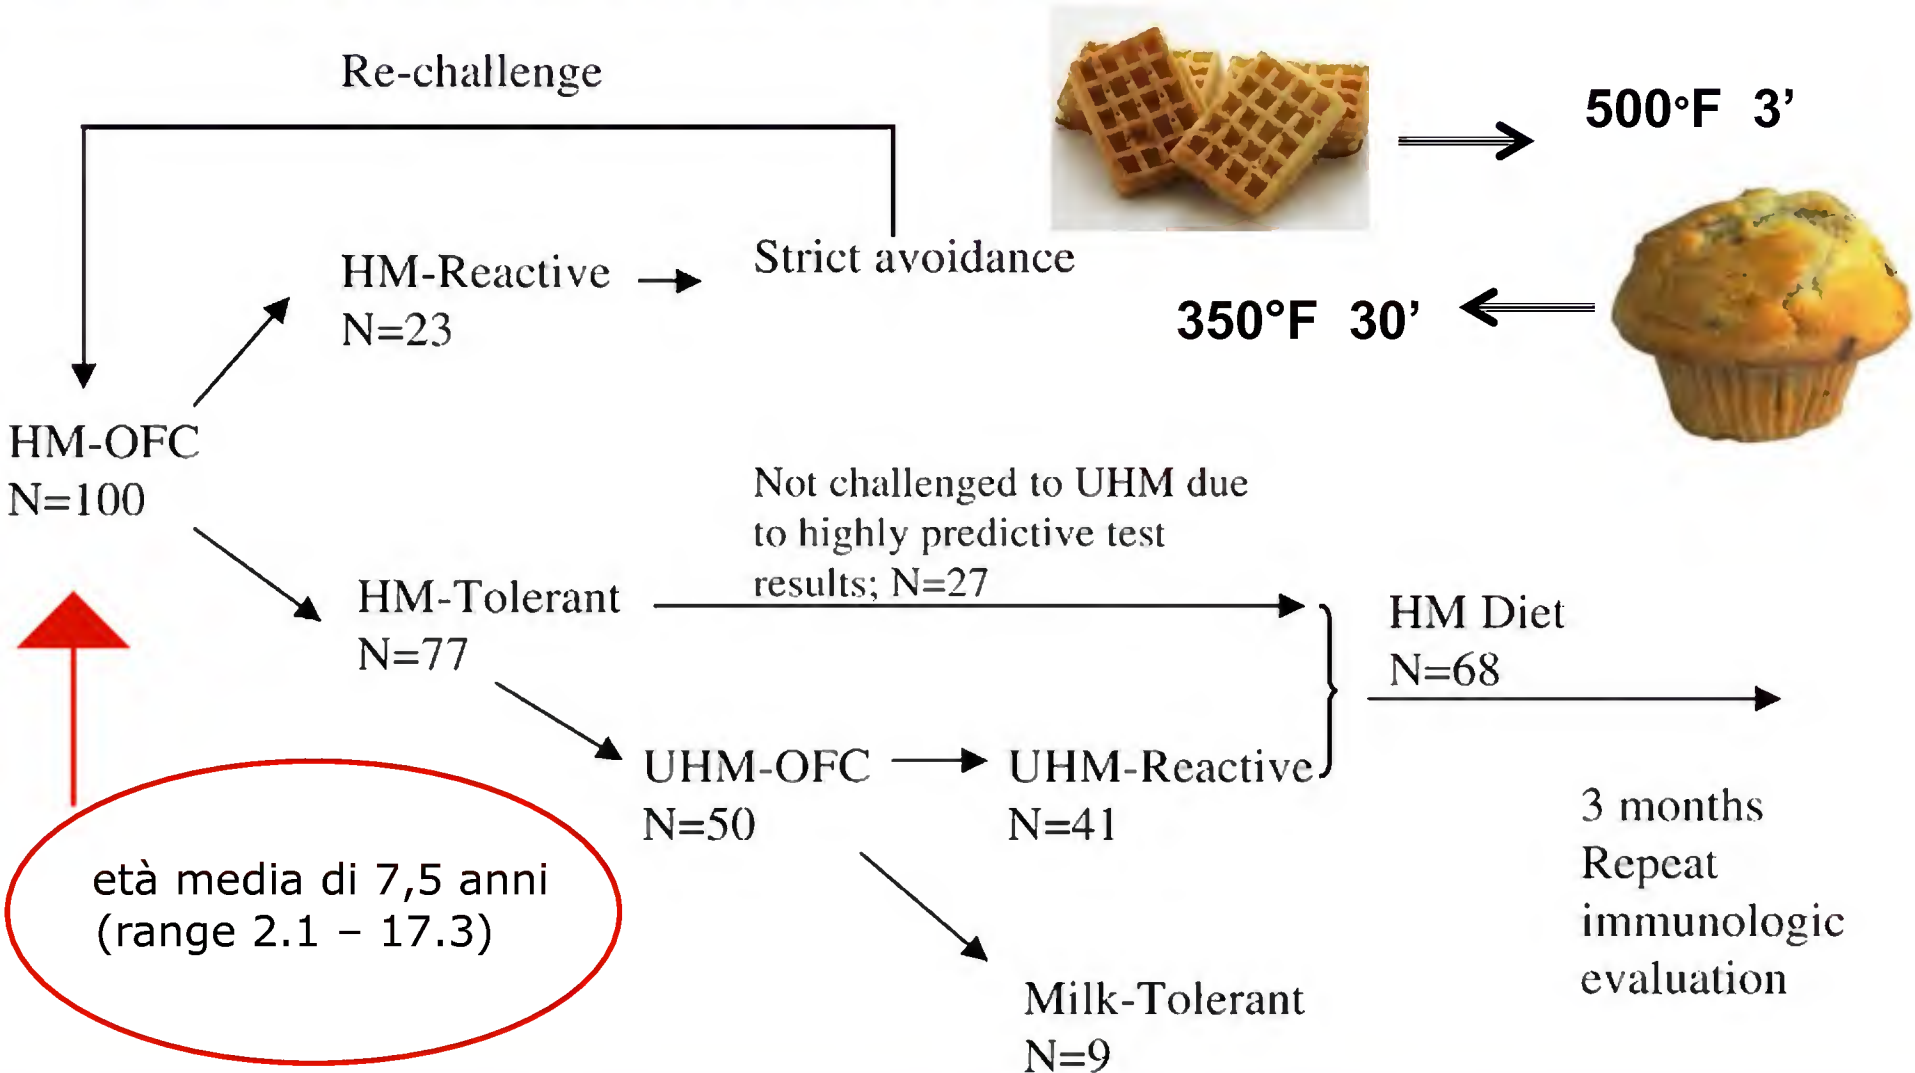 Re-challenge
500°F 3’
HM-Reactive
N=23
Strict avoidance
350°F 30’
HM-OFC
N=100
Not challenged to UHM due
to highly predictive test
results; N=27
HM-Tolerant
N=77
HM Diet
N=68
UHM-OFC
N=50
UHM-Reactive
N=41
3 months
Repeat
immunologic
evaluation
età media di 7,5 anni
(range 2.1 – 17.3)
Milk-Tolerant
N=9